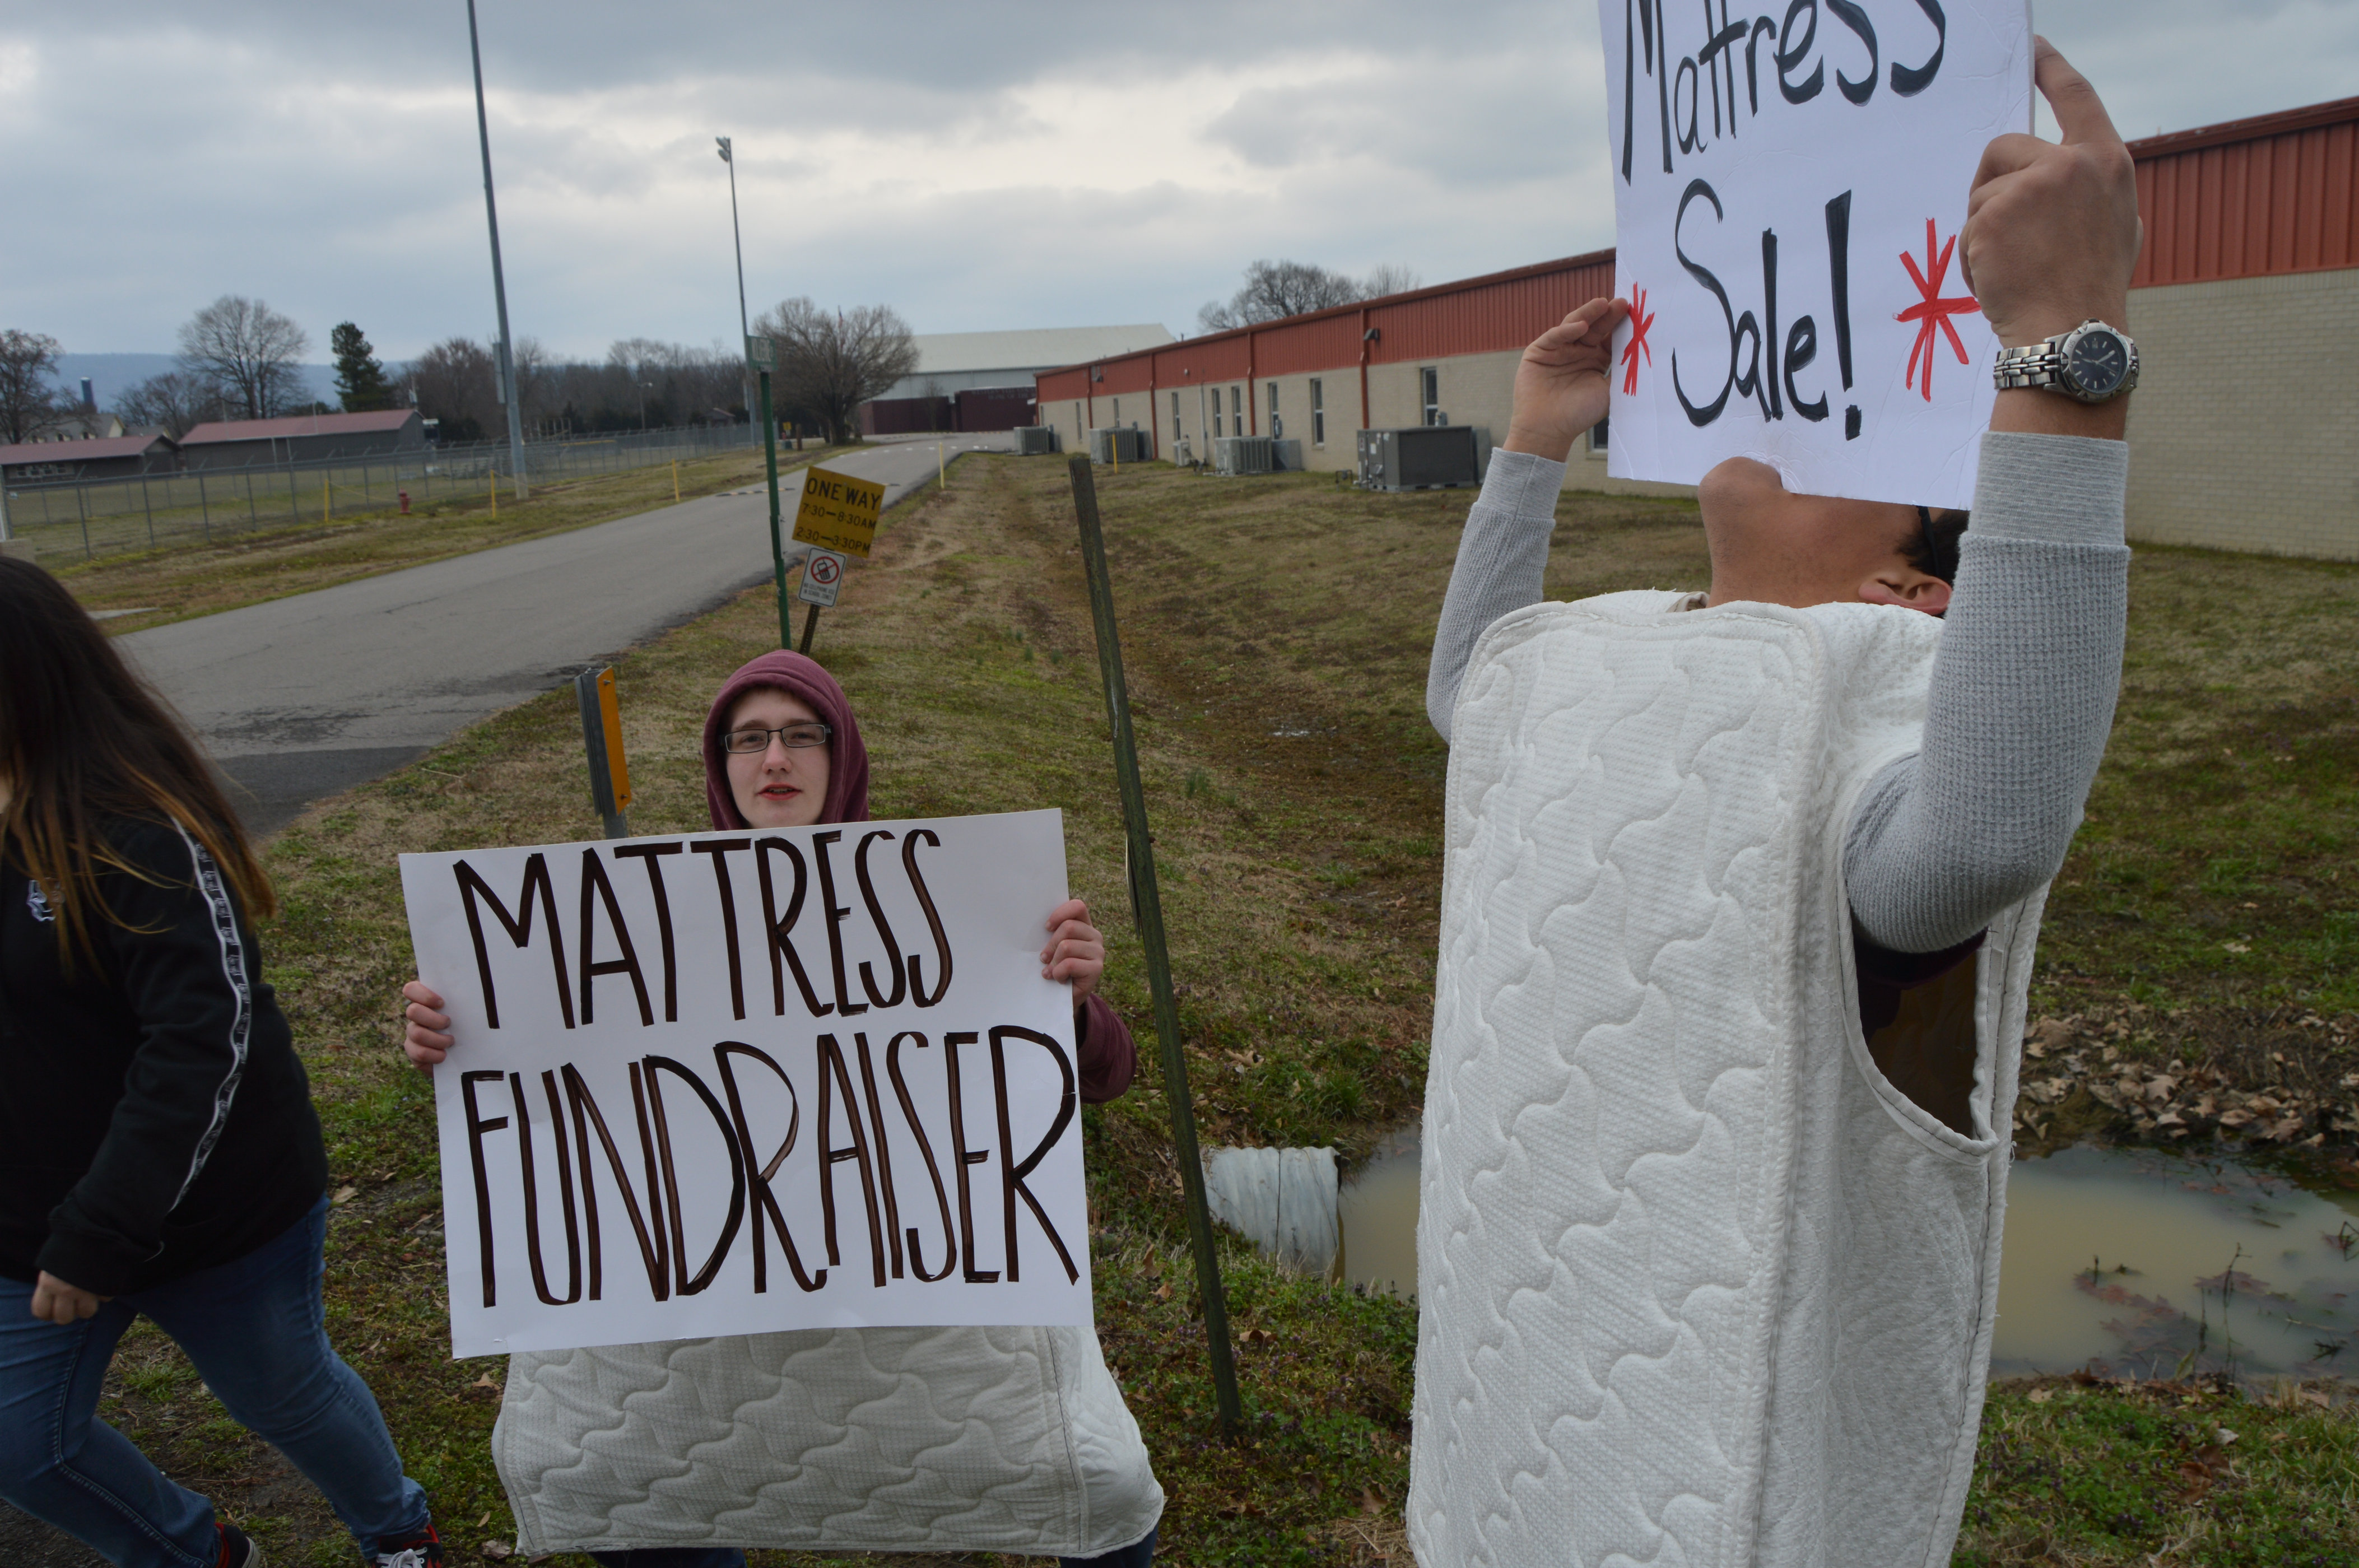 Mattress
Sale!
ONE WAY
7:30-8:30AM
2:30-3:30PM
MATTRESS
FUNDRAISER